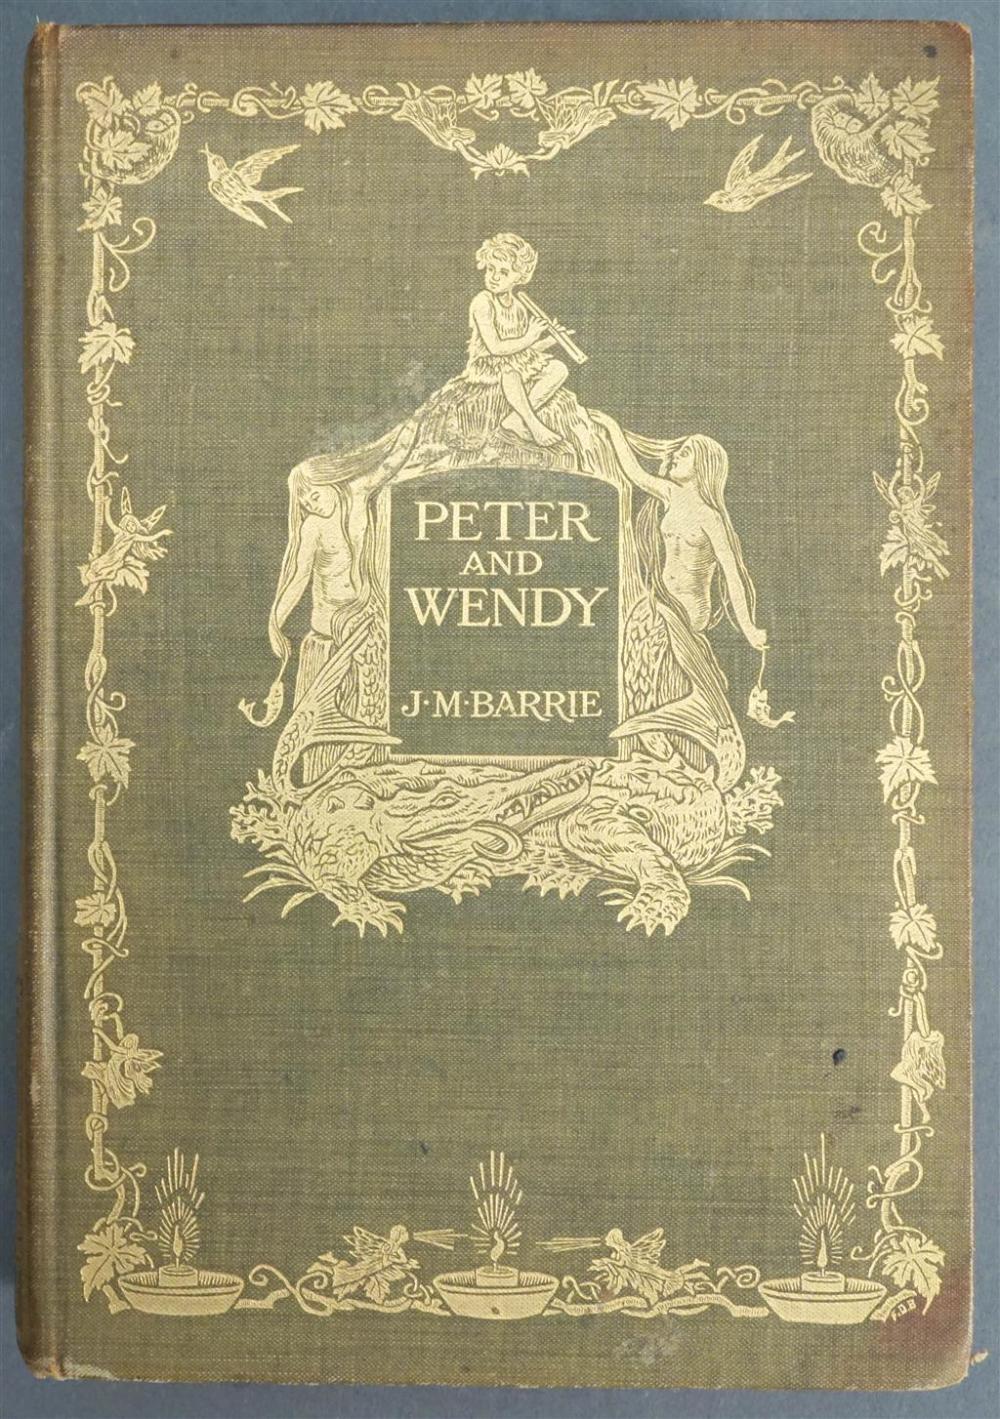 PETER
AND
WENDY
J·M·BARRIE
F.D.B